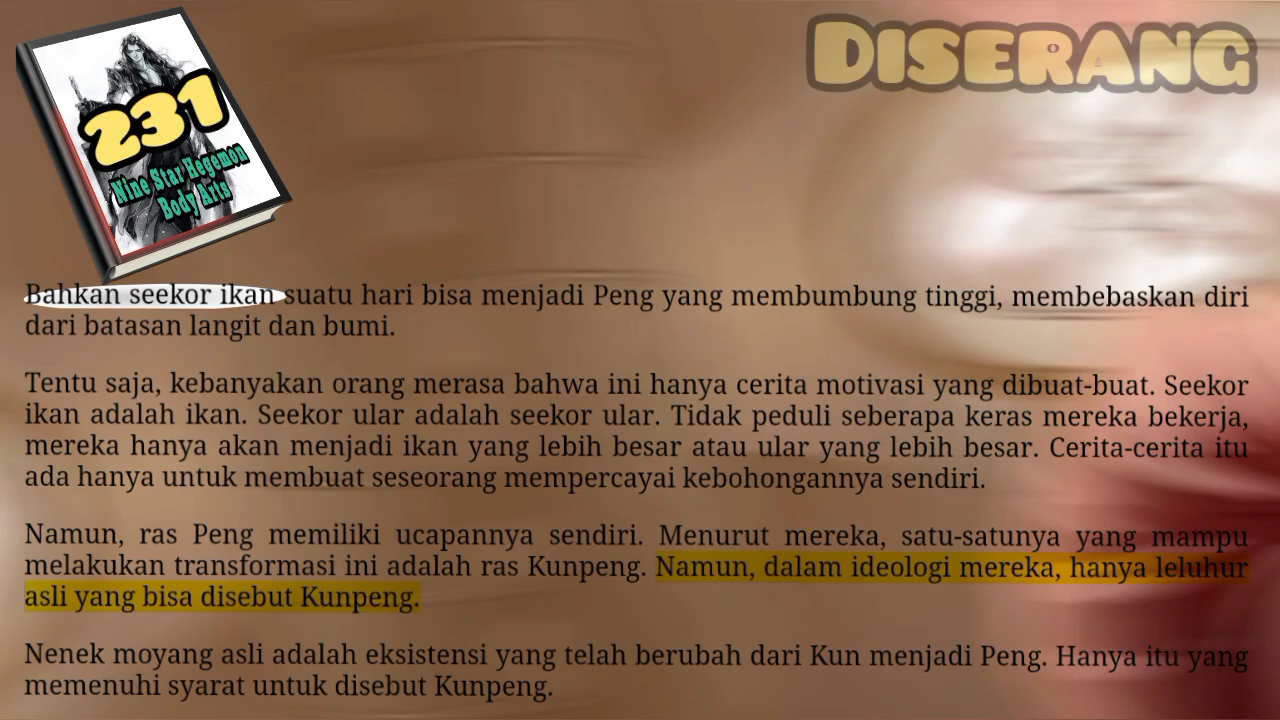 DISERANG
231
Nine Star Hegemon
Body Arts
Bahkan seekor ikan suatu hari bisa menjadi Peng yang membumbung tinggi, membebaskan diri
dari batasan langit dan bumi.
Tentu saja, kebanyakan orang merasa bahwa ini hanya cerita motivasi yang dibuat-buat. Seekor
ikan adalah ikan. Seekor ular adalah seekor ular. Tidak peduli seberapa keras mereka bekerja,
mereka hanya akan menjadi ikan yang lebih besar atau ular yang lebih besar. Cerita-cerita itu
ada hanya untuk membuat seseorang mempercayai kebohongannya sendiri.
Namun, ras Peng memiliki ucapannya sendiri. Menurut mereka, satu-satunya yang mampu
melakukan transformasi ini adalah ras Kunpeng. Namun, dalam ideologi mereka, hanya leluhur
asli yang bisa disebut Kunpeng.
Nenek moyang asli adalah eksistensi yang telah berubah dari Kun menjadi Peng. Hanya itu yang
memenuhi syarat untuk disebut Kunpeng.